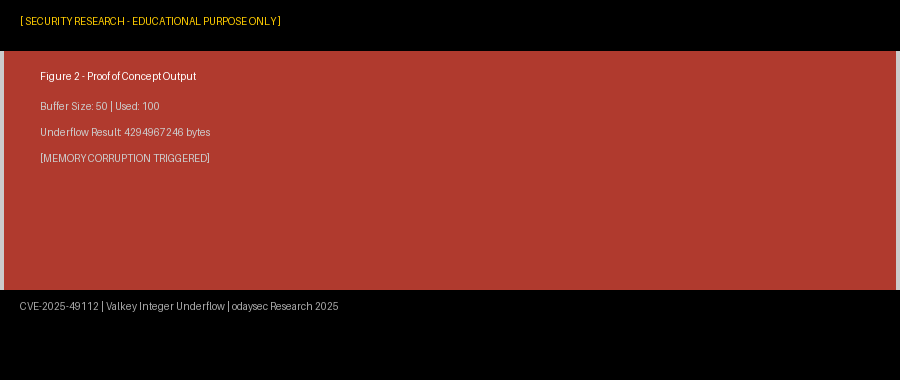 [ SECURITY RESEARCH - EDUCATIONAL PURPOSE ONLY ]
Figure 2 - Proof of Concept Output
Buffer Size: 50 | Used: 100
Underflow Result: 4294967246 bytes
[MEMORY CORRUPTION TRIGGERED]
CVE-2025-49112 | Valkey Integer Underflow | odaysec Research 2025